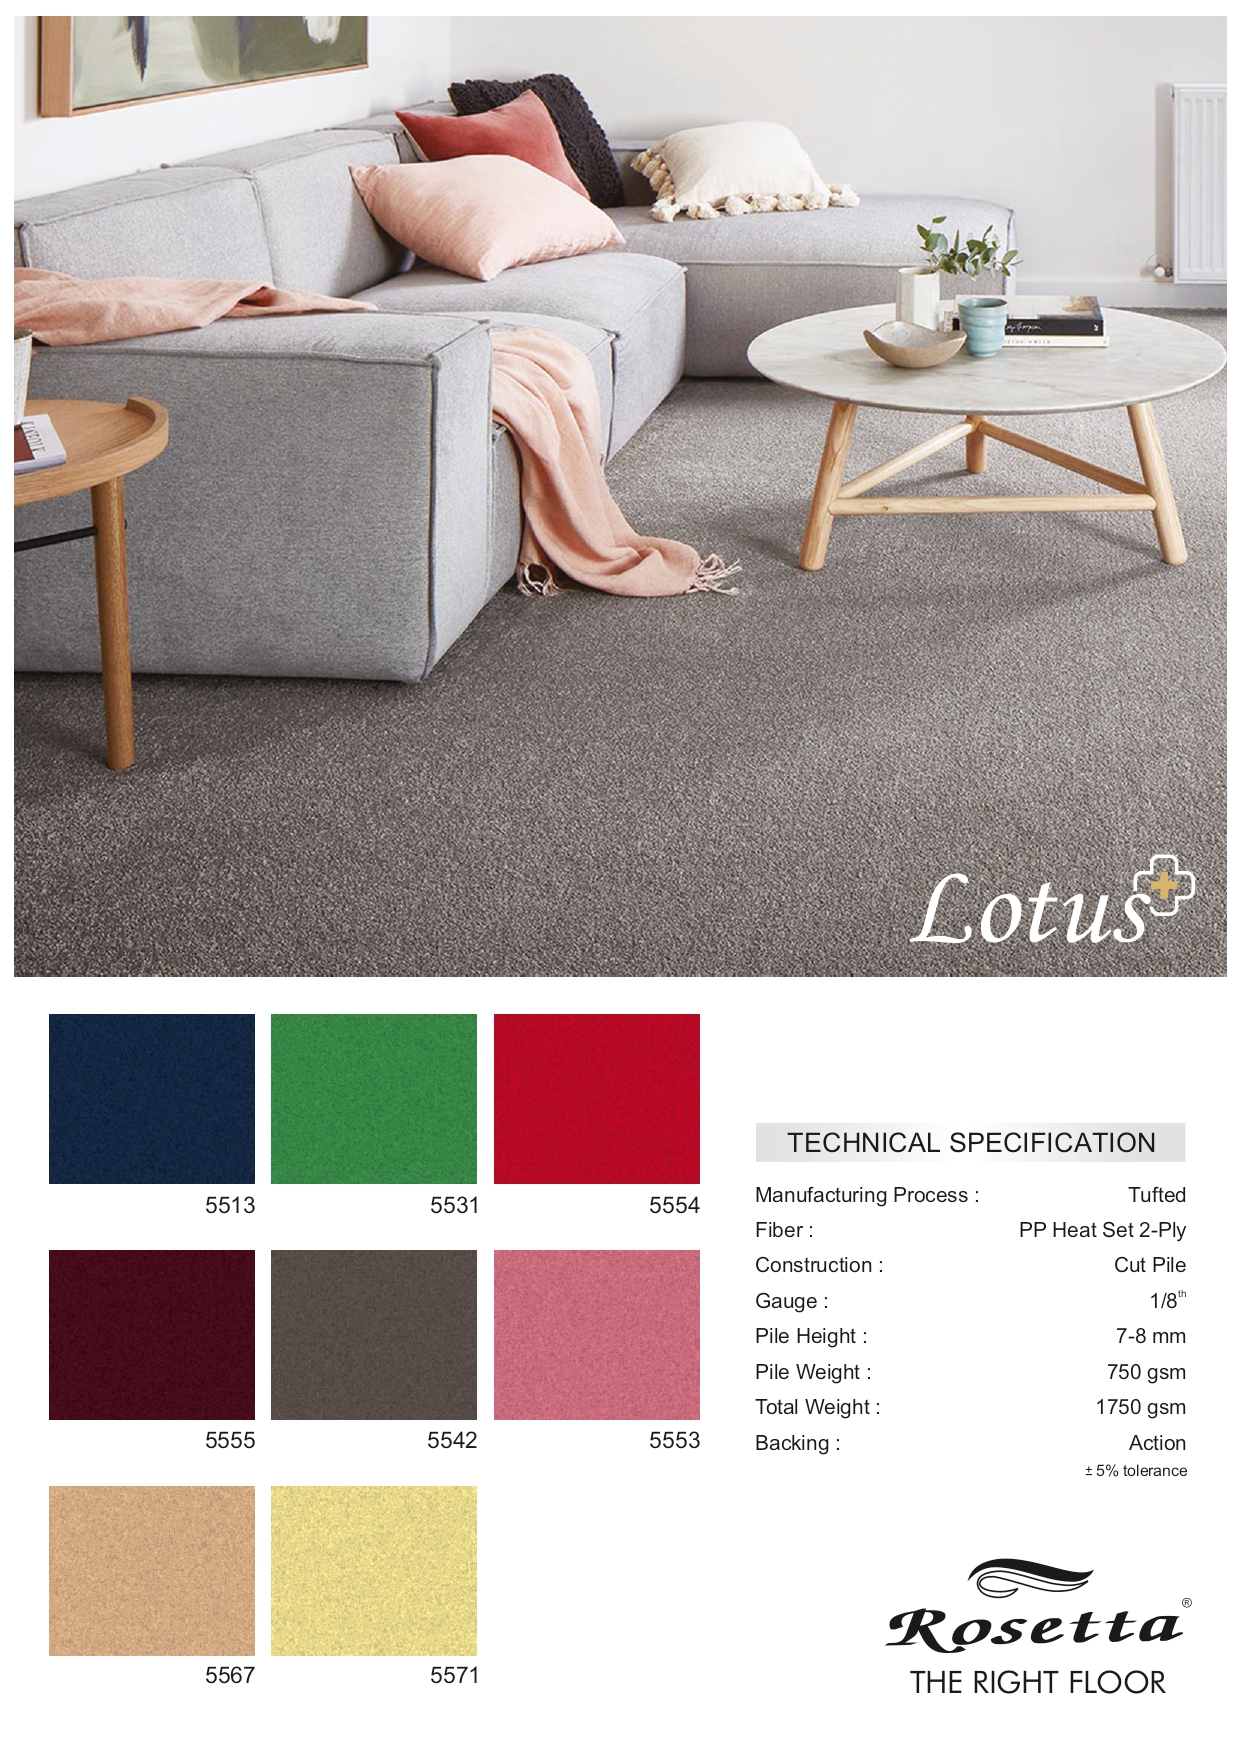 Lotus
5513
5531
5554
5555
5542
5553
5567
5571
TECHNICAL SPECIFICATION
Manufacturing Process : Tufted
Fiber : PP Heat Set 2-Ply
Construction : Cut Pile
Gauge : 1/8th
Pile Height : 7-8 mm
Pile Weight : 750 gsm
Total Weight : 1750 gsm
Backing : Action
± 5% tolerance
Rosetta®
THE RIGHT FLOOR